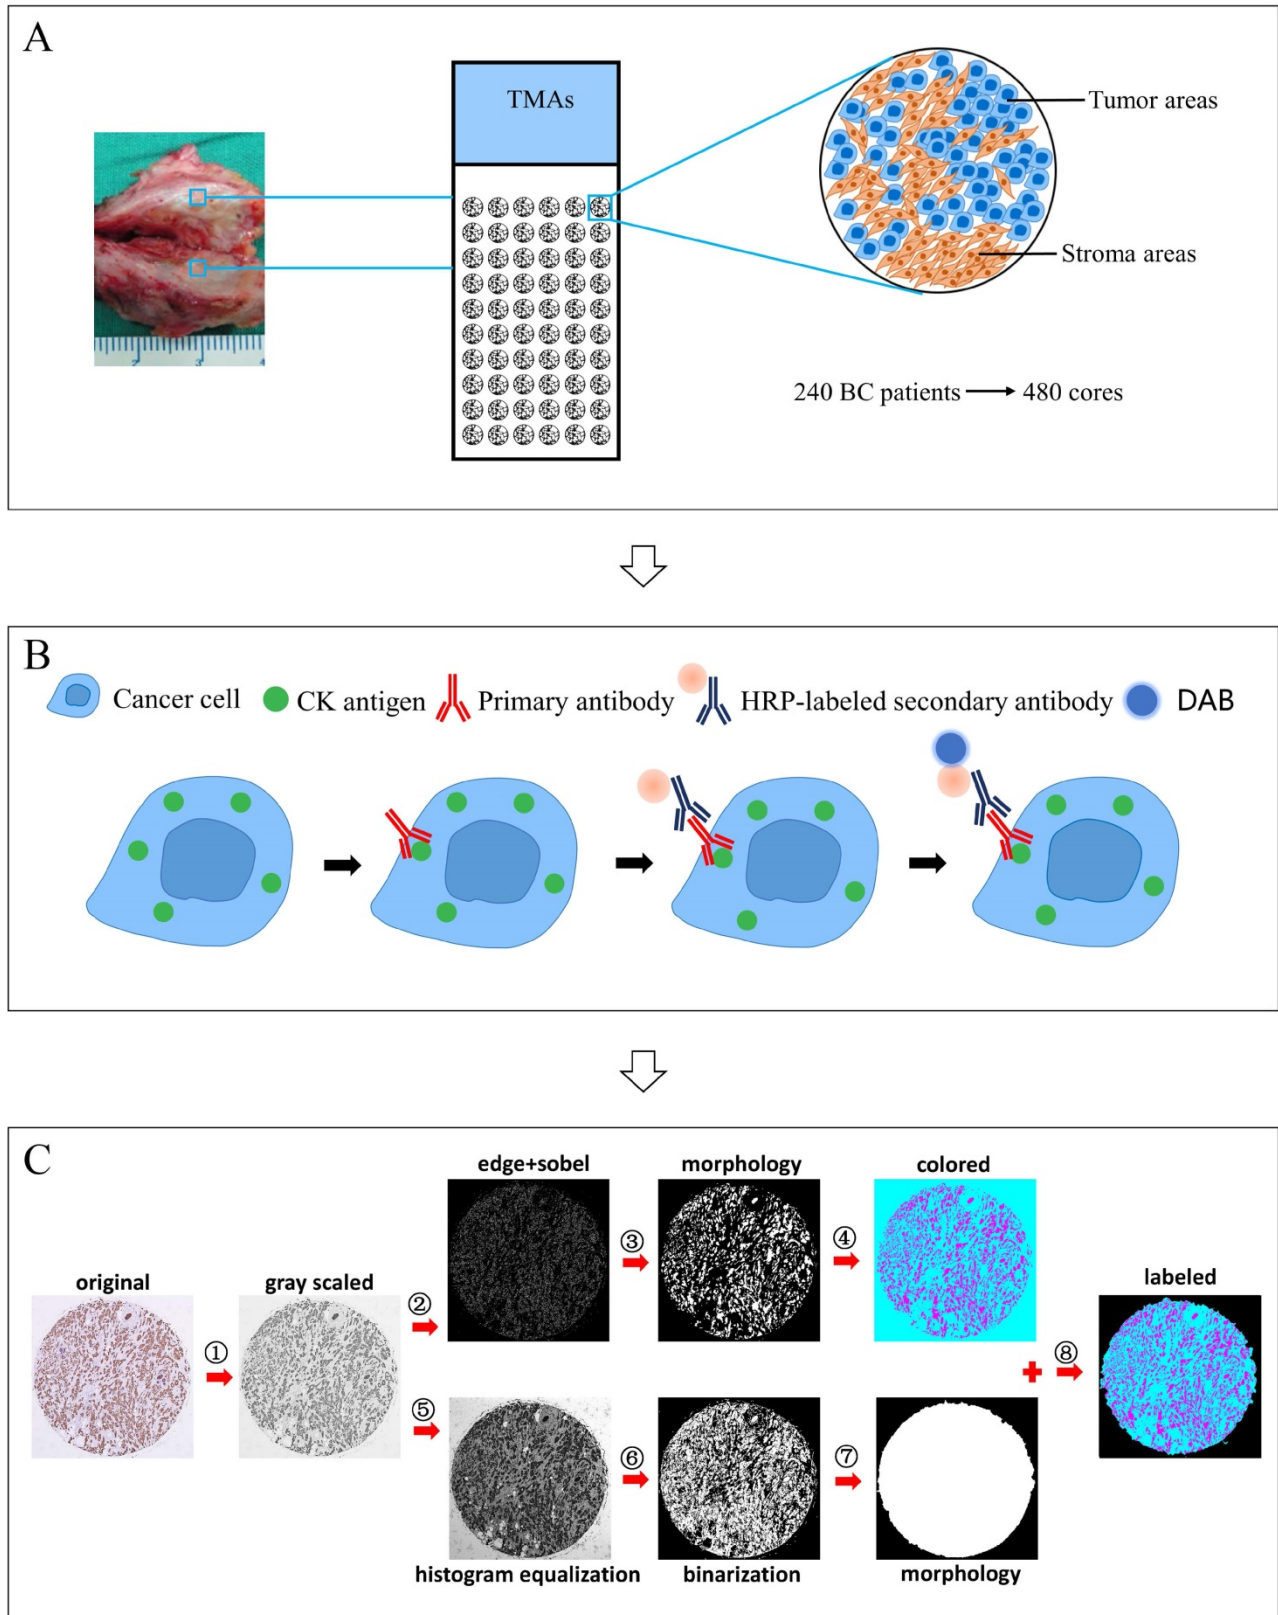 A
TMAs
Tumor areas
Stroma areas
240 BC patients → 480 cores
B
Cancer cell
CK antigen
Primary antibody
HRP-labeled secondary antibody
DAB
C
edge+sobel
morphology
colored
original
gray scaled
labeled
①
②
③
④
⑤
⑥
⑦
⑧
histogram equalization
binarization
morphology
3